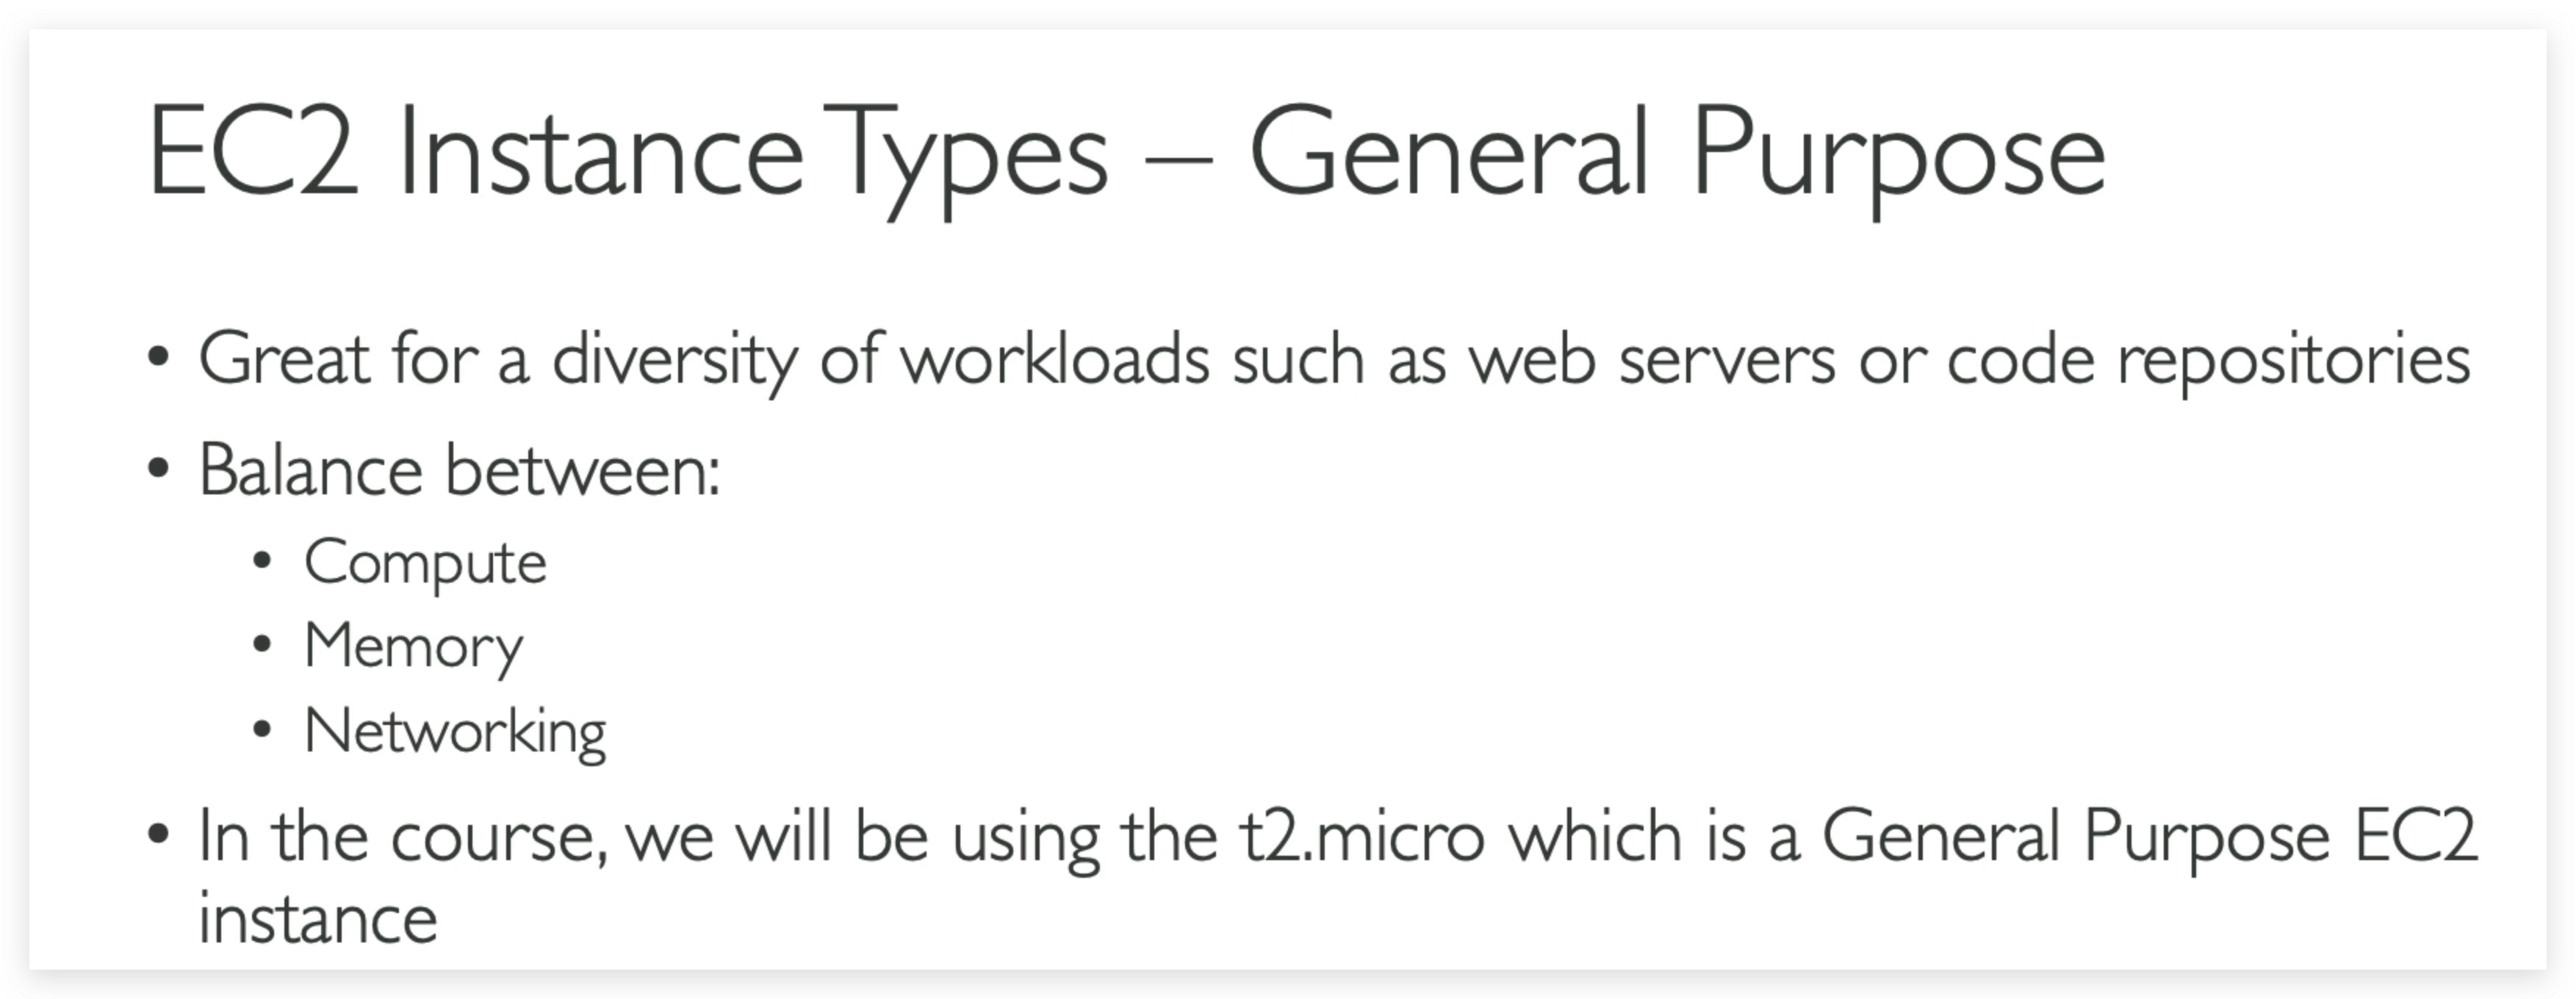 EC2 Instance Types – General Purpose
• Great for a diversity of workloads such as web servers or code repositories
• Balance between:
• Compute
• Memory
• Networking
• In the course, we will be using the t2.micro which is a General Purpose EC2
instance